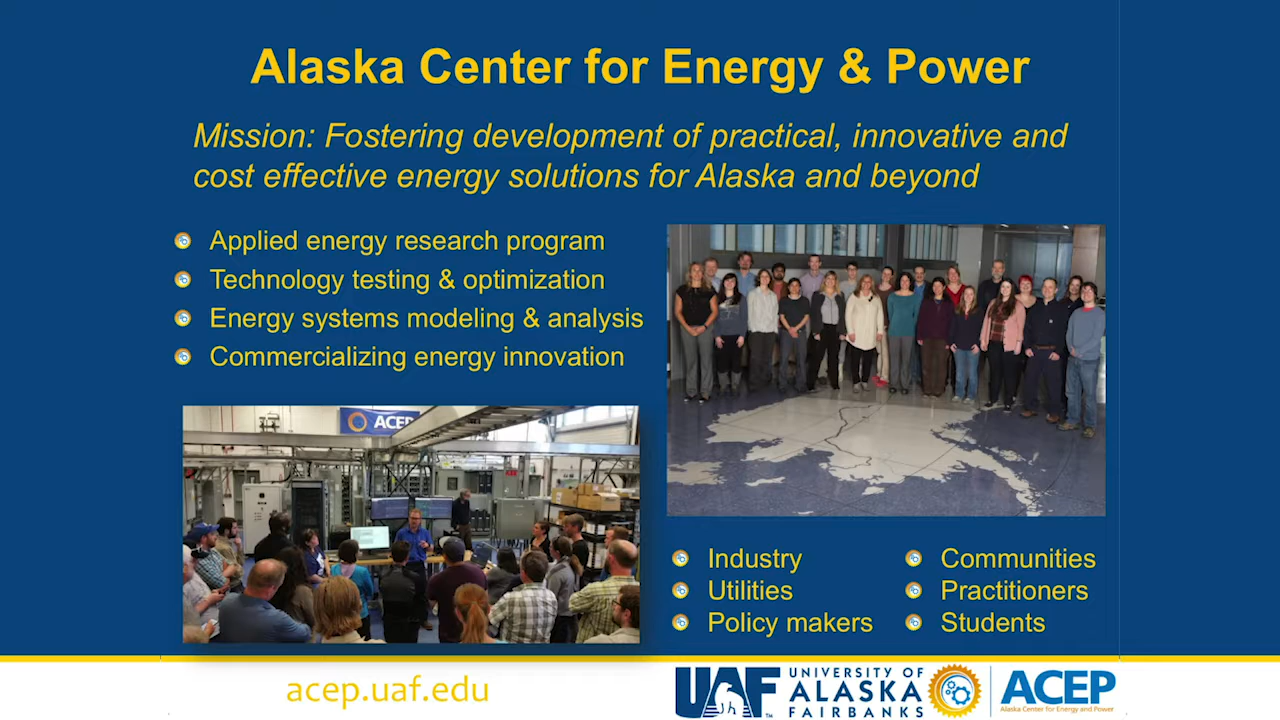 Alaska Center for Energy & Power
Mission: Fostering development of practical, innovative and
cost effective energy solutions for Alaska and beyond
Applied energy research program
Technology testing & optimization
Energy systems modeling & analysis
Commercializing energy innovation
ACEP
Industry
Utilities
Policy makers
Communities
Practitioners
Students
acep.uaf.edu
UAF
TM
UNIVERSITY OF
ALASKA
FAIRBANKS
ACEP
Alaska Center for Energy and Power